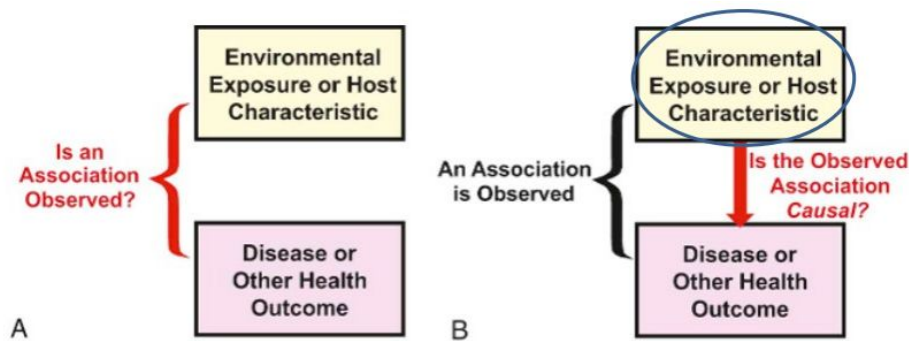 Environmental
Exposure or Host
Characteristic
Is an
Association
Observed?
Disease or
Other Health
Outcome
A
Environmental
Exposure or Host
Characteristic
An Association
is Observed
Is the Observed
Association
Causal?
Disease or
Other Health
Outcome
B